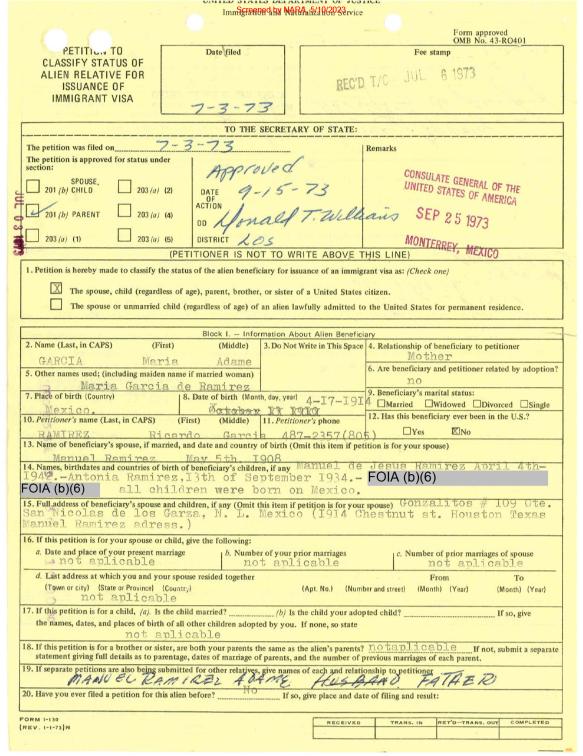 UNITED STATES DEPARTMENT OF JUSTICE
Immigration and Naturalization Service
Screened by NARA, 5/10/2023
Form approved
OMB No. 43-RO401
PETITION TO
CLASSIFY STATUS OF
ALIEN RELATIVE FOR
ISSUANCE OF
IMMIGRANT VISA
Date filed
7-3-73
Fee stamp
REC'D T/C JUL 6 1973
TO THE SECRETARY OF STATE:
The petition was filed on 7-3-73
The petition is approved for status under section:
SPOUSE,
201 (b) CHILD 203 (a) (2)
201 (b) PARENT 203 (a) (4)
203 (a) (1) 203 (a) (5)
JUL 03 1973
Approved
DATE OF ACTION 9-15-73
DD Donald T. Williams
DISTRICT LOS
Remarks
CONSULATE GENERAL OF THE
UNITED STATES OF AMERICA
SEP 25 1973
MONTERREY, MEXICO
(PETITIONER IS NOT TO WRITE ABOVE THIS LINE)
1. Petition is hereby made to classify the status of the alien beneficiary for issuance of an immigrant visa as: (Check one)
X The spouse, child (regardless of age), parent, brother, or sister of a United States citizen.
The spouse or unmarried child (regardless of age) of an alien lawfully admitted to the United States for permanent residence.
Block I. – Information About Alien Beneficiary
2. Name (Last, in CAPS) (First) (Middle)
GARCIA Maria Adame
3. Do Not Write in This Space
4. Relationship of beneficiary to petitioner
Mother
5. Other names used; (including maiden name if married woman)
Maria Garcia de Ramirez
6. Are beneficiary and petitioner related by adoption?
no
7. Place of birth (Country)
Mexico.
8. Date of birth (Month, day, year) 4-17-1914
9. Beneficiary's marital status:
Married Widowed Divorced Single
10. Petitioner's name (Last, in CAPS) (First) (Middle)
RAMIREZ Ricardo Garcia
11. Petitioner's phone
487-2357(805)
12. Has this beneficiary ever been in the U.S.?
Yes X No
13. Name of beneficiary's spouse, if married, and date and country of birth (Omit this item if petition is for your spouse)
Manuel Ramirez May 5th. 1908
14. Names, birthdates and countries of birth of beneficiary's children, if any Manuel de Jesus Ramirez April 4th-
1942.-Antonia Ramirez,13th of September 1934.- FOIA (b)(6)
FOIA (b)(6) all children were born on Mexico.
15. Full address of beneficiary's spouse and children, if any (Omit this item if petition is for your spouse) Gonzalitos # 109 Ote.
San Nicolas de los Garza, N. L. Mexico (1914 Chestnut st. Houston Texas
Manuel Ramirez adress.)
16. If this petition is for your spouse or child, give the following:
a. Date and place of your present marriage
not aplicable
b. Number of your prior marriages
not aplicable
c. Number of prior marriages of spouse
not aplicable
d. Last address at which you and your spouse resided together From To
(Town or city) (State or Province) (Country) (Apt. No.) (Number and street) (Month) (Year) (Month) (Year)
not aplicable
17. If this petition is for a child, (a). Is the child married? (b) Is the child your adopted child? If so, give
the names, dates, and places of birth of all other children adopted by you. If none, so state
not aplicable
18. If this petition is for a brother or sister, are both your parents the same as the alien's parents? notaplicable If not, submit a separate
statement giving full details as to parentage, dates of marriage of parents, and the number of previous marriages of each parent.
19. If separate petitions are also being submitted for other relatives, give names of each and relationship to petitioner
MANUEL RAMIREZ ADAME HUSBAND FATHER
20. Have you ever filed a petition for this alien before? No If so, give place and date of filing and result:
FORM I-130
(REV. 1-1-73)N
RECEIVED TRANS. IN RET'D—TRANS. OUT COMPLETED